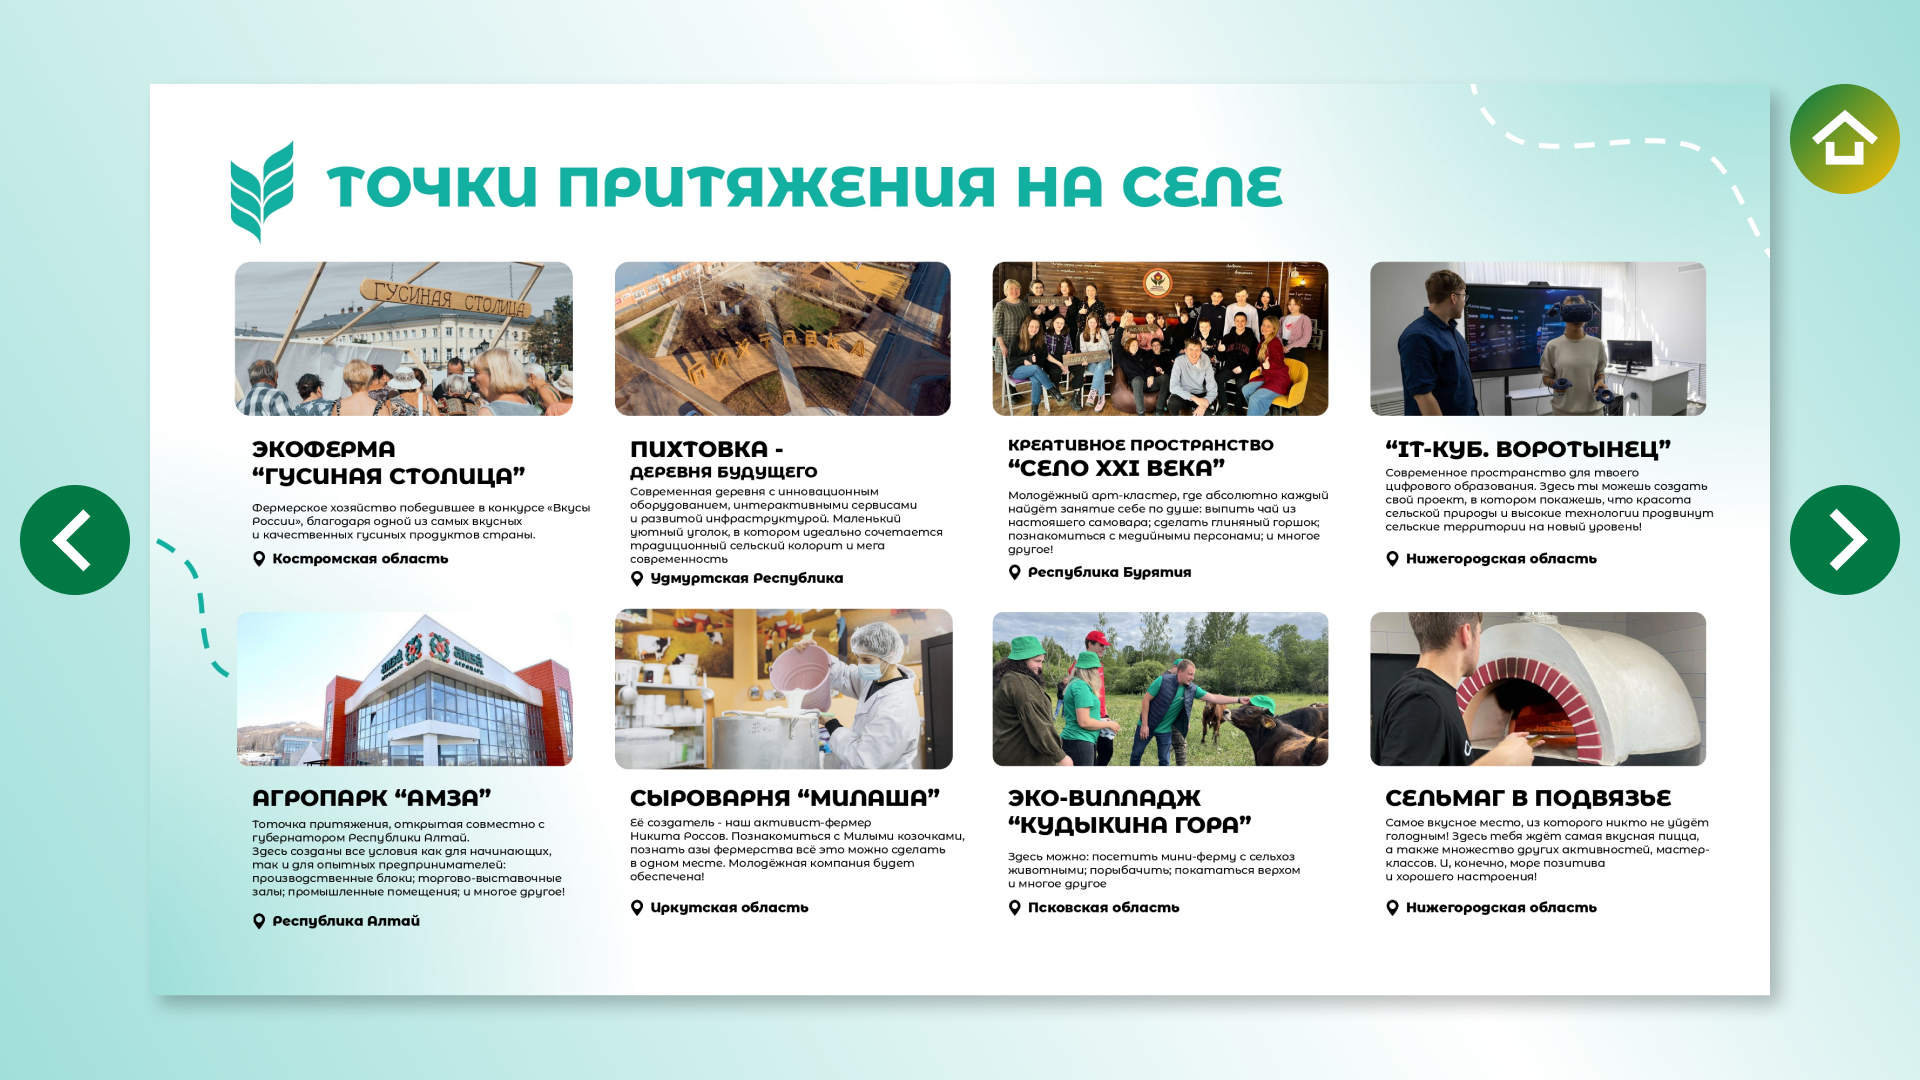 ТОЧКИ ПРИТЯЖЕНИЯ НА СЕЛЕ
ГУСИНАЯ СТОЛИЦА
ПИХТОВКА
ЭКОФЕРМА
“ГУСИНАЯ СТОЛИЦА”
Фермерское хозяйство победившее в конкурсе «Вкусы
России», благодаря одной из самых вкусных
и качественных гусиных продуктов страны.
Костромская область
ПИХТОВКА -
ДЕРЕВНЯ БУДУЩЕГО
Современная деревня с инновационным
оборудованием, интерактивными сервисами
и развитой инфраструктурой. Маленький
уютный уголок, в котором идеально сочетается
традиционный сельский колорит и мега
современность
Удмуртская Республика
КРЕАТИВНОЕ ПРОСТРАНСТВО
“СЕЛО XXI ВЕКА”
Молодёжный арт-кластер, где абсолютно каждый
найдёт занятие себе по душе: выпить чай из
настояшего самовара; сделать глиняный горшок;
познакомиться с медийными персонами; и многое
другое!
Республика Бурятия
“IT-КУБ. ВОРОТЫНЕЦ”
Современное пространство для твоего
цифрового образования. Здесь ты можешь создать
свой проект, в котором покажешь, что красота
сельской природы и высокие технологии продвинут
сельские территории на новый уровень!
Нижегородская область
амзá
АГРОПАРК
амзá
АГРОПАРК
АГРОПАРК “АМЗА”
Тоточка притяжения, открытая совместно с
губернатором Республики Алтай.
Здесь созданы все условия как для начинающих,
так и для опытных предпринимателей:
производственные блоки; торгово-выставочные
залы; промышленные помещения; и многое другое!
Республика Алтай
СЫРОВАРНЯ “МИЛАША”
Её создатель - наш активист-фермер
Никита Россов. Познакомиться с Милыми козочками,
познать азы фермерства всё это можно сделать
в одном месте. Молодёжная компания будет
обеспечена!
Иркутская область
ЭКО-ВИЛЛАДЖ
“КУДЫКИНА ГОРА”
Здесь можно: посетить мини-ферму с сельхоз
животными; порыбачить; покататься верхом
и многое другое
Псковская область
СЕЛЬМАГ В ПОДВЯЗЬЕ
Самое вкусное место, из которого никто не уйдёт
голодным! Здесь тебя ждёт самая вкусная пицца,
а также множество других активностей, мастер-
классов. И, конечно, море позитива
и хорошего настроения!
Нижегородская область